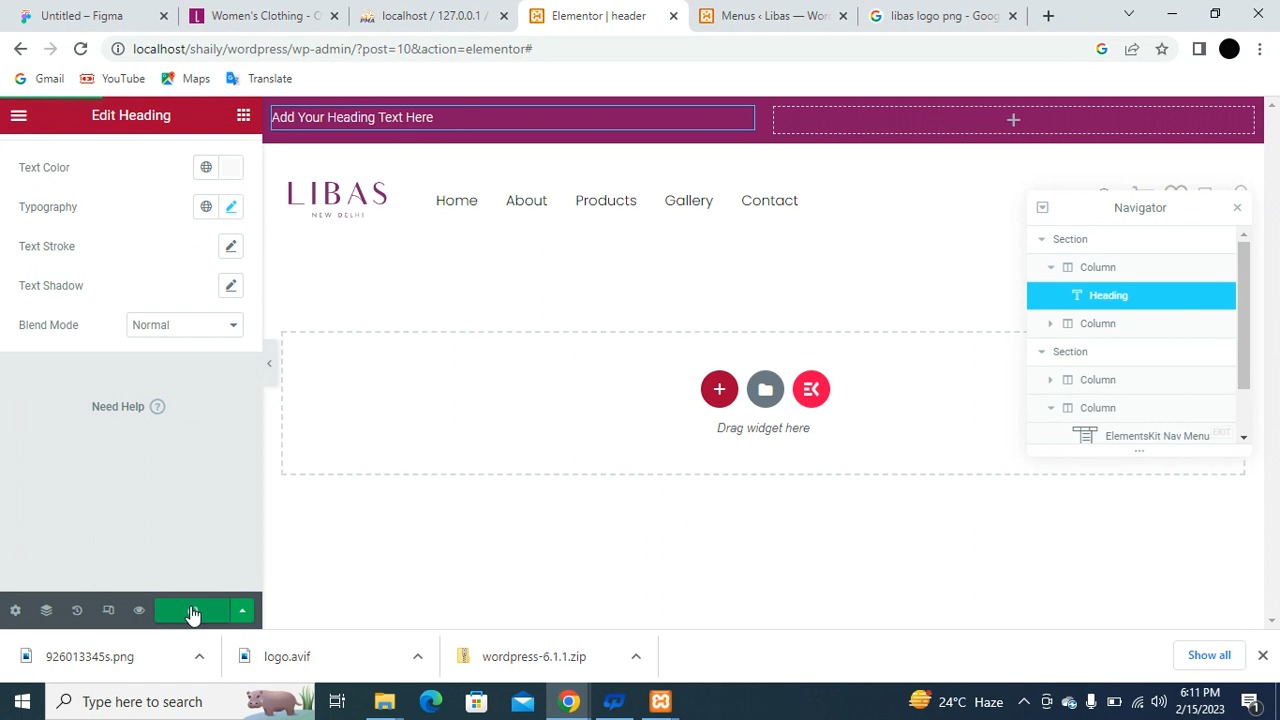 Untitled – Figma
Women's Clothing - O
localhost / 127.0.0.1 /
Elementor | header
Menus ‹ Libas — Wor
libas logo png - Goog
localhost/shaily/wordpress/wp-admin/?post=10&action=elementor#
Gmail YouTube Maps Translate
Edit Heading
Add Your Heading Text Here
Text Color
Typography
Text Stroke
Text Shadow
Blend Mode Normal
Need Help
LIBAS
NEW DELHI
Home About Products Gallery Contact
Drag widget here
Navigator
Section
Column
Heading
Column
Section
Column
Column
ElementsKit Nav Menu
EKIT
926013345s.png
logo.avif
wordpress-6.1.1.zip
Show all
Type here to search
24°C Haze
6:11 PM
2/15/2023
1